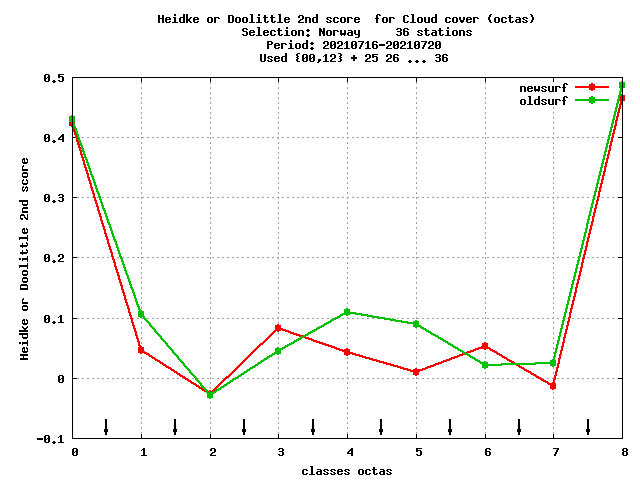 Heidke or Doolittle 2nd score  for Cloud cover (octas)
Selection: Norway     36 stations
Period: 20210716-20210720
Used {00,12} + 25 26 ... 36
newsurf
oldsurf
0.5
0.4
0.3
0.2
0.1
0
-0.1
Heidke or Doolittle 2nd score
0 1 2 3 4 5 6 7 8
classes octas